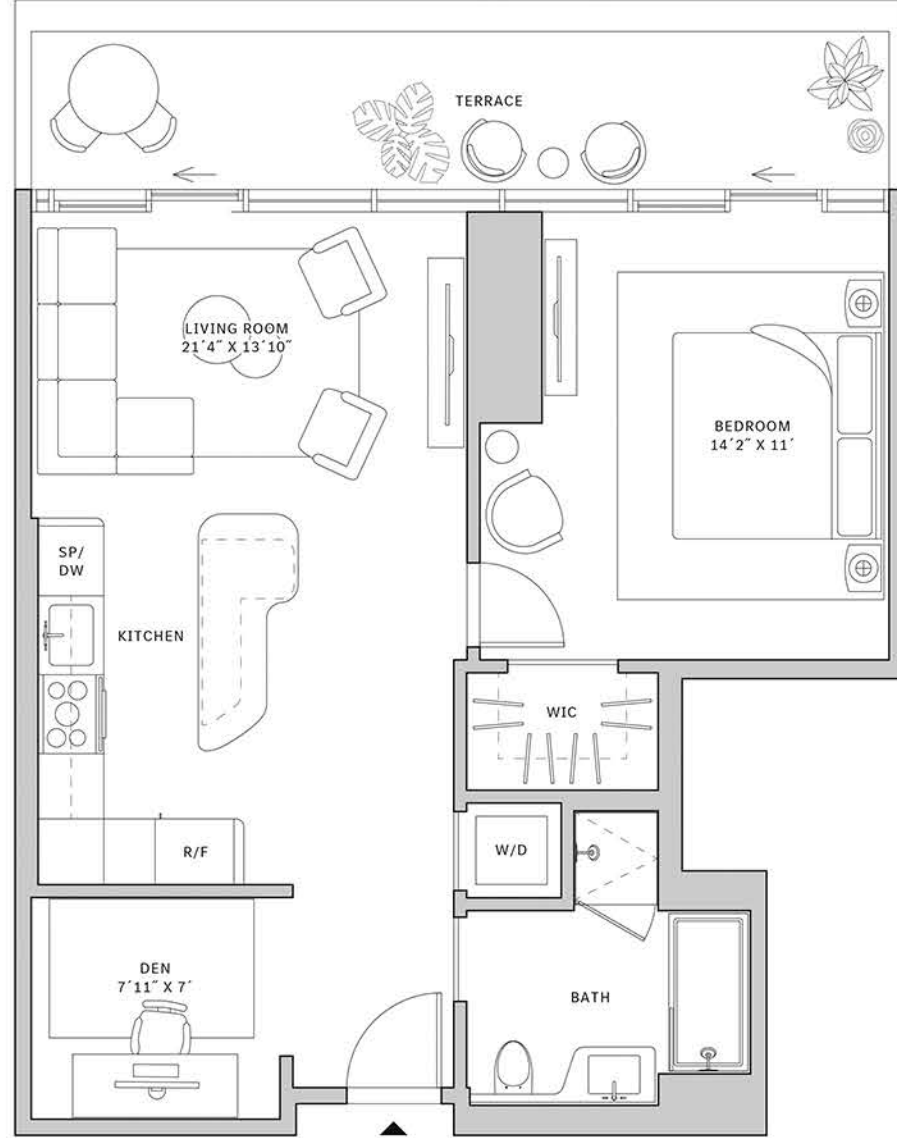 TERRACE
LIVING ROOM
21´4˝ X 13´10˝
BEDROOM
14´2˝ X 11´
SP/
DW
KITCHEN
WIC
W/D
R/F
DEN
7´11˝ X 7´
BATH